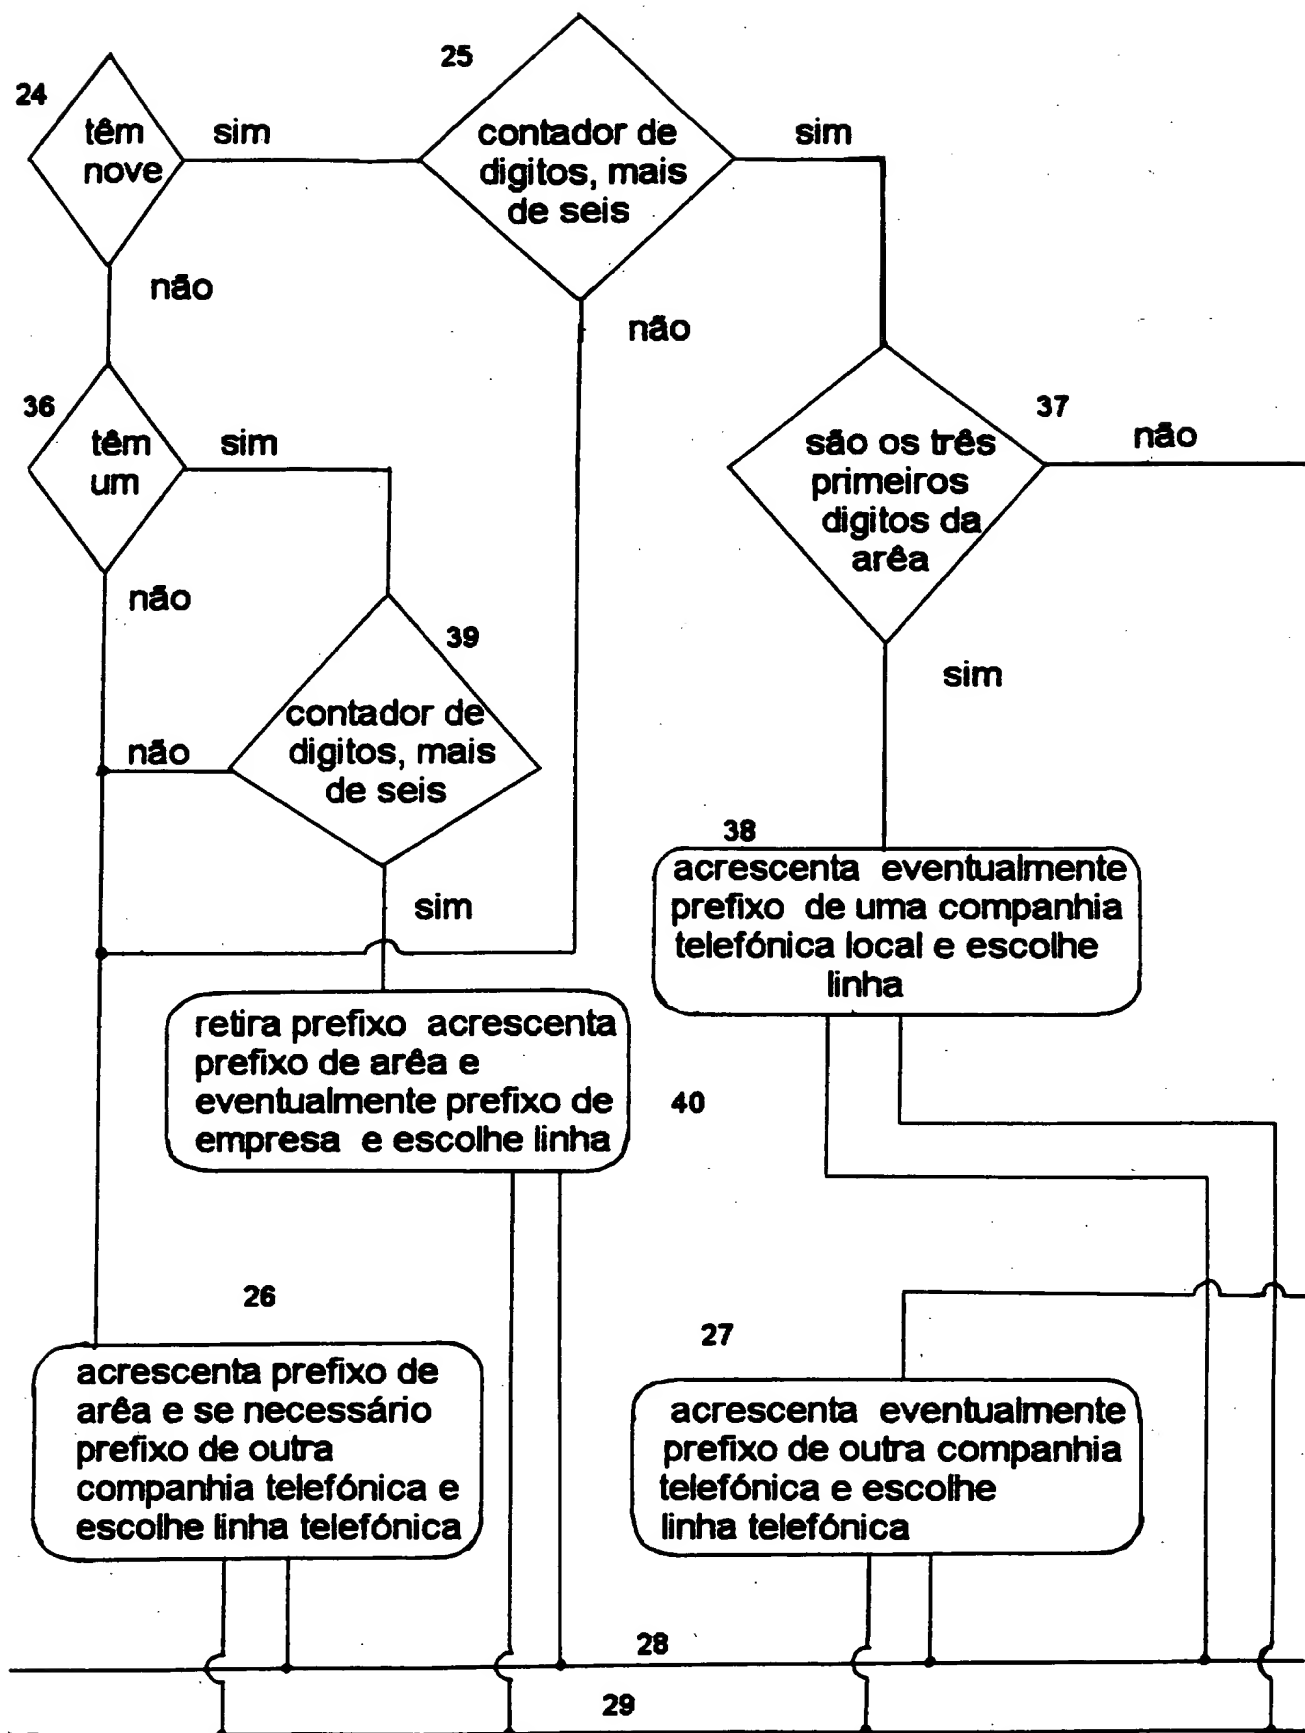 24
têm
nove
sim
não
25
contador de
digitos, mais
de seis
sim
não
36
têm
um
sim
não
37
são os três
primeiros
digitos da
arêa
não
sim
39
contador de
digitos, mais
de seis
não
sim
38
acrescenta eventualmente
prefixo de uma companhia
telefónica local e escolhe
linha
retira prefixo acrescenta
prefixo de arêa e
eventualmente prefixo de
empresa e escolhe linha
40
26
acrescenta prefixo de
arêa e se necessário
prefixo de outra
companhia telefónica e
escolhe linha telefónica
27
acrescenta eventualmente
prefixo de outra companhia
telefónica e escolhe
linha telefónica
28
29